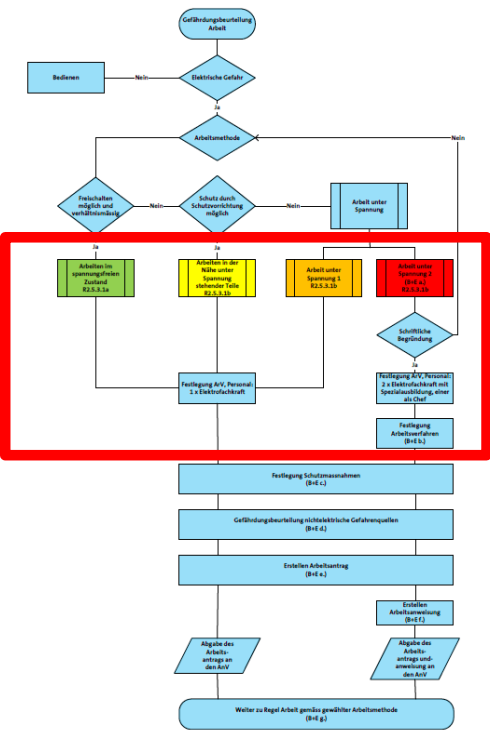 Gefährdungsbeurteilung
Arbeit
Bedienen
Nein
Elektrische Gefahr
Ja
Arbeitsmethode
Nein
Freischalten
möglich und
verhältnismässig
Nein
Schutz durch
Schutzvorrichtung
möglich
Nein
Arbeit unter
Spannung
Ja
Ja
Arbeiten im
spannungsfreien
Zustand
R2.5.3.1a
Arbeiten in der
Nähe unter
Spannung
stehender Teile
R2.5.3.1b
Arbeit unter
Spannung 1
R2.5.3.1b
Arbeit unter
Spannung 2
(B+E a.)
R2.5.3.1b
Schriftliche
Begründung
Ja
Festlegung ArV, Personal:
1 x Elektrofachkraft
Festlegung ArV, Personal:
2 x Elektrofachkraft mit
Spezialausbildung, einer
als Chef
Festlegung
Arbeitsverfahren
(B+E b.)
Festlegung Schutzmassnahmen
(B+E c.)
Gefährdungsbeurteilung nichtelektrische Gefahrenquellen
(B+E d.)
Erstellen Arbeitsantrag
(B+E e.)
Erstellen
Arbeitsanweisung
(B+E f.)
Abgabe des
Arbeits-
antrags an
den AnV
Abgabe des
Arbeits-
antrags und-
anweisung an
den AnV
Weiter zu Regel Arbeit gemäss gewählter Arbeitsmethode
(B+E g.)